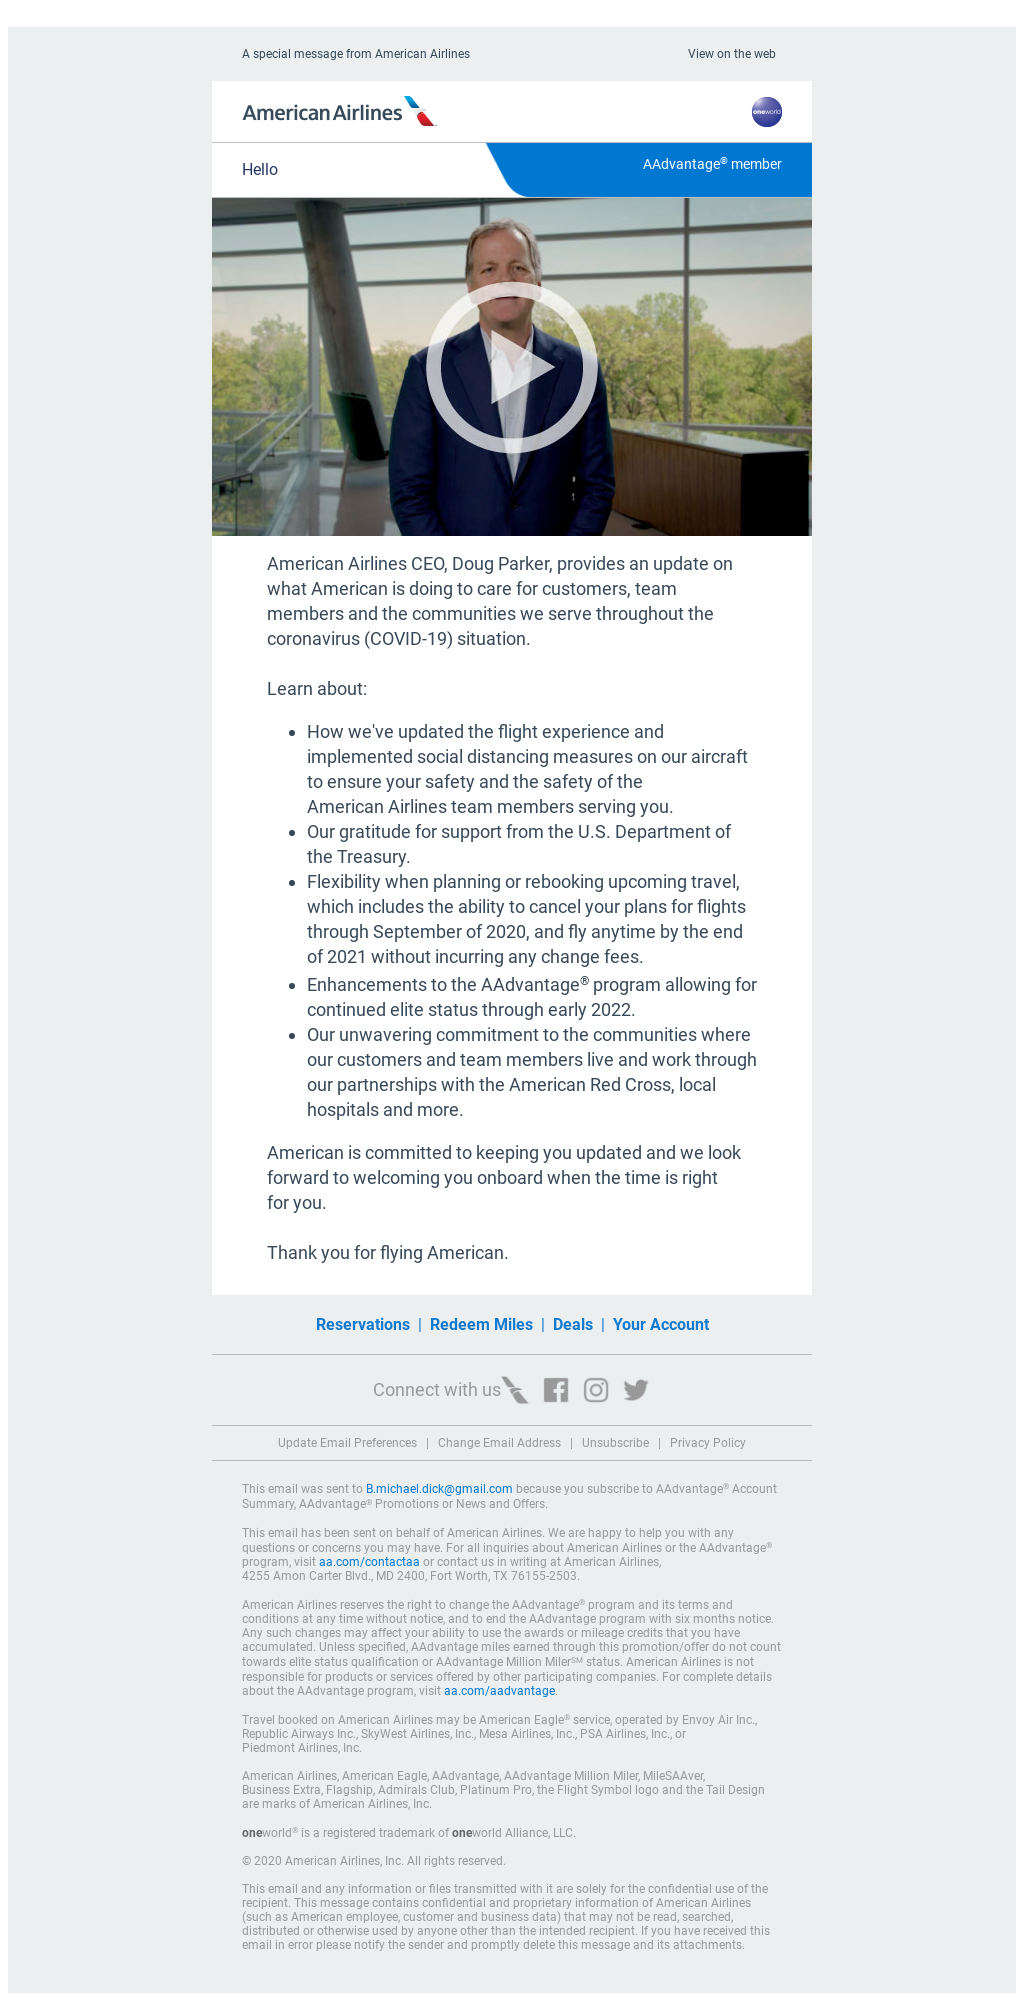 A special message from American Airlines
View on the web
American Airlines
oneworld
Hello
AAdvantage® member
American Airlines CEO, Doug Parker, provides an update on
what American is doing to care for customers, team
members and the communities we serve throughout the
coronavirus (COVID-19) situation.
Learn about:
• How we've updated the flight experience and
implemented social distancing measures on our aircraft
to ensure your safety and the safety of the
American Airlines team members serving you.
• Our gratitude for support from the U.S. Department of
the Treasury.
• Flexibility when planning or rebooking upcoming travel,
which includes the ability to cancel your plans for flights
through September of 2020, and fly anytime by the end
of 2021 without incurring any change fees.
• Enhancements to the AAdvantage® program allowing for
continued elite status through early 2022.
• Our unwavering commitment to the communities where
our customers and team members live and work through
our partnerships with the American Red Cross, local
hospitals and more.
American is committed to keeping you updated and we look
forward to welcoming you onboard when the time is right
for you.
Thank you for flying American.
Reservations | Redeem Miles | Deals | Your Account
Connect with us
Update Email Preferences | Change Email Address | Unsubscribe | Privacy Policy
This email was sent to B.michael.dick@gmail.com because you subscribe to AAdvantage® Account
Summary, AAdvantage® Promotions or News and Offers.
This email has been sent on behalf of American Airlines. We are happy to help you with any
questions or concerns you may have. For all inquiries about American Airlines or the AAdvantage®
program, visit aa.com/contactaa or contact us in writing at American Airlines,
4255 Amon Carter Blvd., MD 2400, Fort Worth, TX 76155-2503.
American Airlines reserves the right to change the AAdvantage® program and its terms and
conditions at any time without notice, and to end the AAdvantage program with six months notice.
Any such changes may affect your ability to use the awards or mileage credits that you have
accumulated. Unless specified, AAdvantage miles earned through this promotion/offer do not count
towards elite status qualification or AAdvantage Million Miler℠ status. American Airlines is not
responsible for products or services offered by other participating companies. For complete details
about the AAdvantage program, visit aa.com/aadvantage.
Travel booked on American Airlines may be American Eagle® service, operated by Envoy Air Inc.,
Republic Airways Inc., SkyWest Airlines, Inc., Mesa Airlines, Inc., PSA Airlines, Inc., or
Piedmont Airlines, Inc.
American Airlines, American Eagle, AAdvantage, AAdvantage Million Miler, MileSAAver,
Business Extra, Flagship, Admirals Club, Platinum Pro, the Flight Symbol logo and the Tail Design
are marks of American Airlines, Inc.
oneworld® is a registered trademark of oneworld Alliance, LLC.
© 2020 American Airlines, Inc. All rights reserved.
This email and any information or files transmitted with it are solely for the confidential use of the
recipient. This message contains confidential and proprietary information of American Airlines
(such as American employee, customer and business data) that may not be read, searched,
distributed or otherwise used by anyone other than the intended recipient. If you have received this
email in error please notify the sender and promptly delete this message and its attachments.